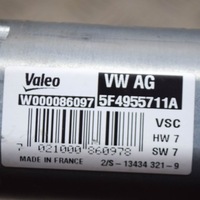 Valeo VW AG
W000086097 5F4955711A
VSC
HW 7
7 021000 860978 SW 7
MADE IN FRANCE 2/S - 13434 321-9